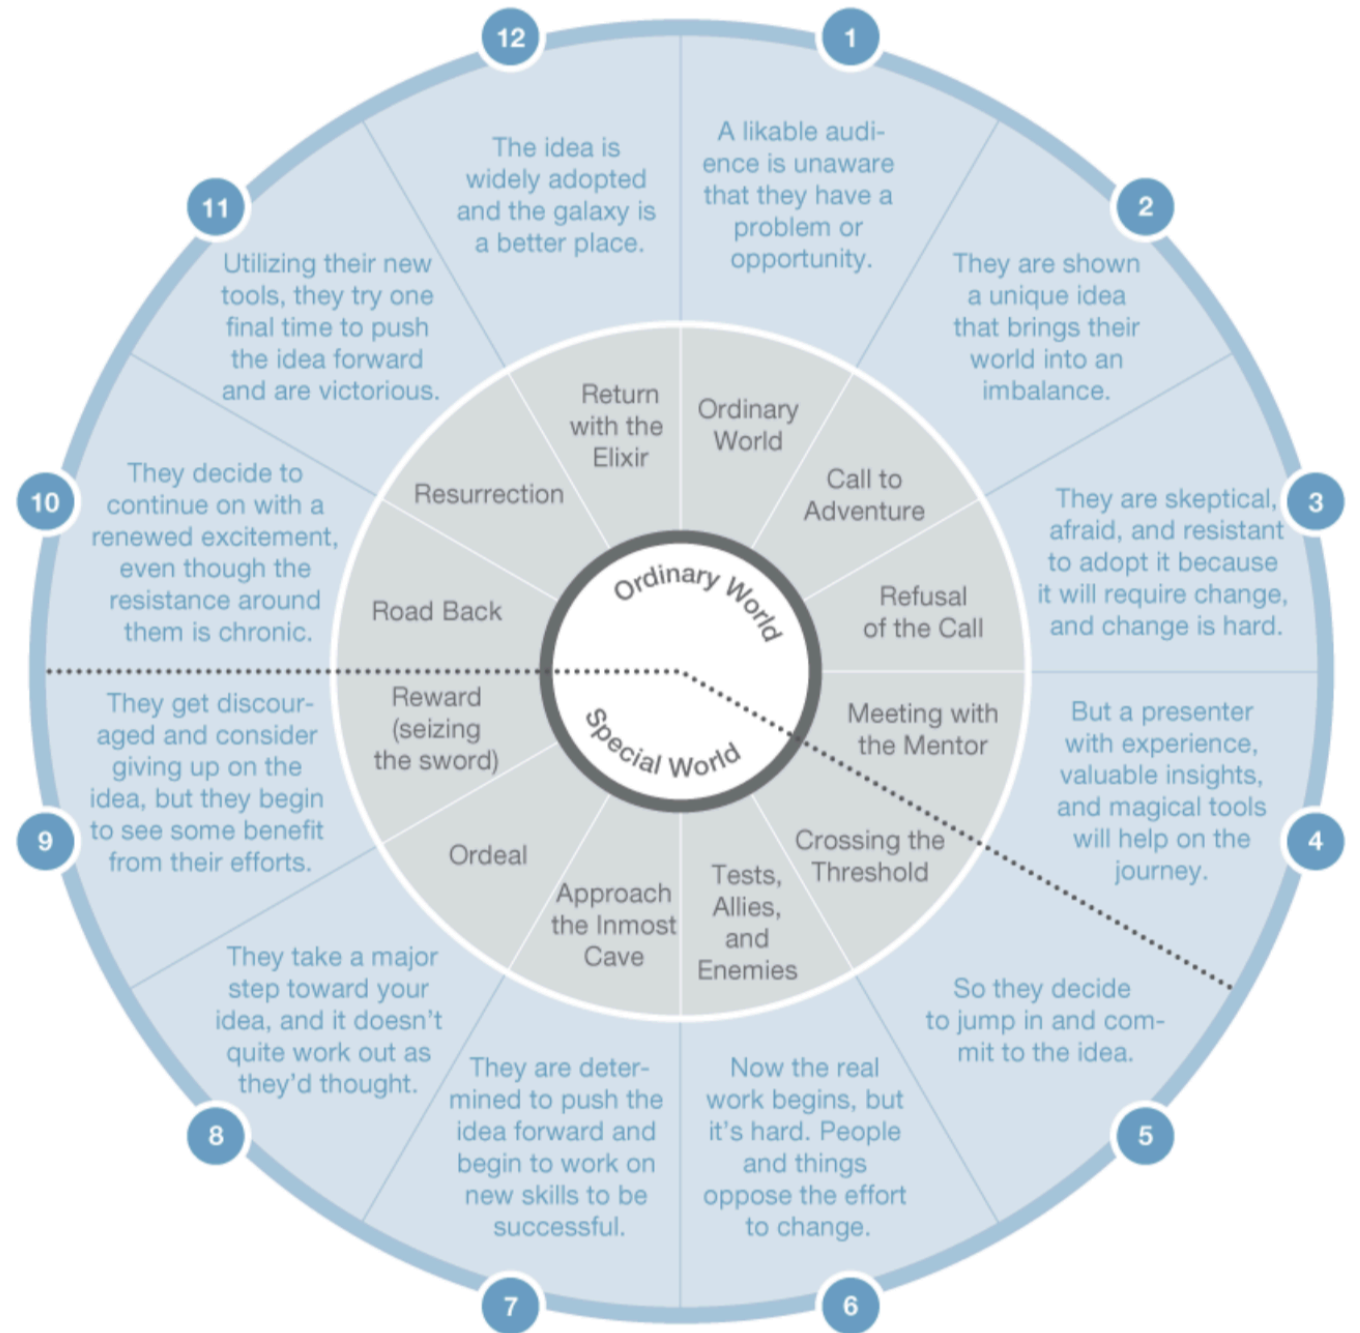 1
A likable audi-
ence is unaware
that they have a
problem or
opportunity.
Ordinary
World
2
They are shown
a unique idea
that brings their
world into an
imbalance.
Call to
Adventure
3
They are skeptical,
afraid, and resistant
to adopt it because
it will require change,
and change is hard.
Refusal
of the Call
4
But a presenter
with experience,
valuable insights,
and magical tools
will help on the
journey.
Meeting with
the Mentor
5
So they decide
to jump in and com-
mit to the idea.
Crossing the
Threshold
6
Now the real
work begins, but
it's hard. People
and things
oppose the effort
to change.
Tests,
Allies,
and
Enemies
7
They are deter-
mined to push the
idea forward and
begin to work on
new skills to be
successful.
Approach
the Inmost
Cave
8
They take a major
step toward your
idea, and it doesn't
quite work out as
they'd thought.
Ordeal
9
They get discour-
aged and consider
giving up on the
idea, but they begin
to see some benefit
from their efforts.
Reward
(seizing
the sword)
10
They decide to
continue on with a
renewed excitement,
even though the
resistance around
them is chronic.
Road Back
11
Utilizing their new
tools, they try one
final time to push
the idea forward
and are victorious.
Resurrection
12
The idea is
widely adopted
and the galaxy is
a better place.
Return
with the
Elixir
Ordinary World
Special World